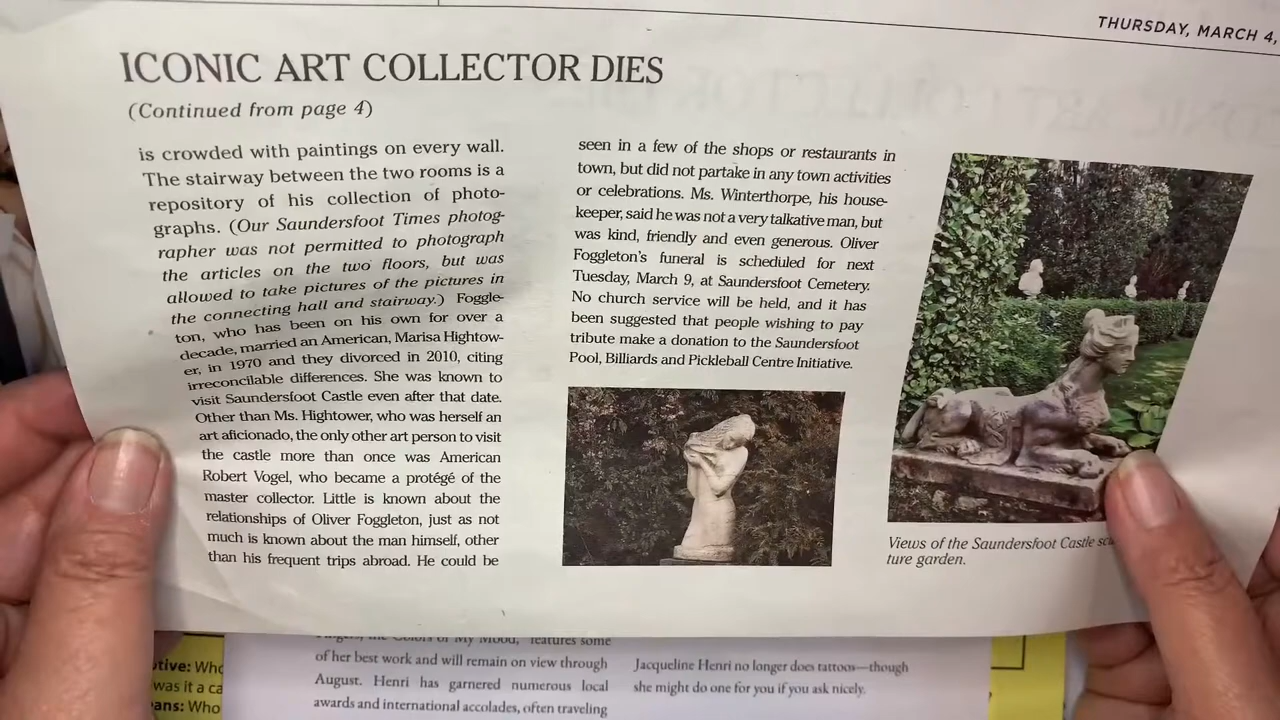 THURSDAY, MARCH 4,
ICONIC ART COLLECTOR DIES
(Continued from page 4)
is crowded with paintings on every wall.
The stairway between the two rooms is a
repository of his collection of photo-
graphs. (Our Saundersfoot Times photog-
rapher was not permitted to photograph
the articles on the two floors, but was
allowed to take pictures of the pictures in
the connecting hall and stairway.) Foggle-
ton, who has been on his own for over a
decade, married an American, Marisa Hightow-
er, in 1970 and they divorced in 2010, citing
irreconcilable differences. She was known to
visit Saundersfoot Castle even after that date.
Other than Ms. Hightower, who was herself an
art aficionado, the only other art person to visit
the castle more than once was American
Robert Vogel, who became a protégé of the
master collector. Little is known about the
relationships of Oliver Foggleton, just as not
much is known about the man himself, other
than his frequent trips abroad. He could be
seen in a few of the shops or restaurants in
town, but did not partake in any town activities
or celebrations. Ms. Winterthorpe, his house-
keeper, said he was not a very talkative man, but
was kind, friendly and even generous. Oliver
Foggleton's funeral is scheduled for next
Tuesday, March 9, at Saundersfoot Cemetery.
No church service will be held, and it has
been suggested that people wishing to pay
tribute make a donation to the Saundersfoot
Pool, Billiards and Pickleball Centre Initiative.
Views of the Saundersfoot Castle
ture garden.
the Colors of My Mood," features some
of her best work and will remain on view through
August. Henri has garnered numerous local
awards and international accolades, often traveling
Jacqueline Henri no longer does tattoos—though
she might do one for you if you ask nicely.
otive: Who
was it a ca
ans: Who